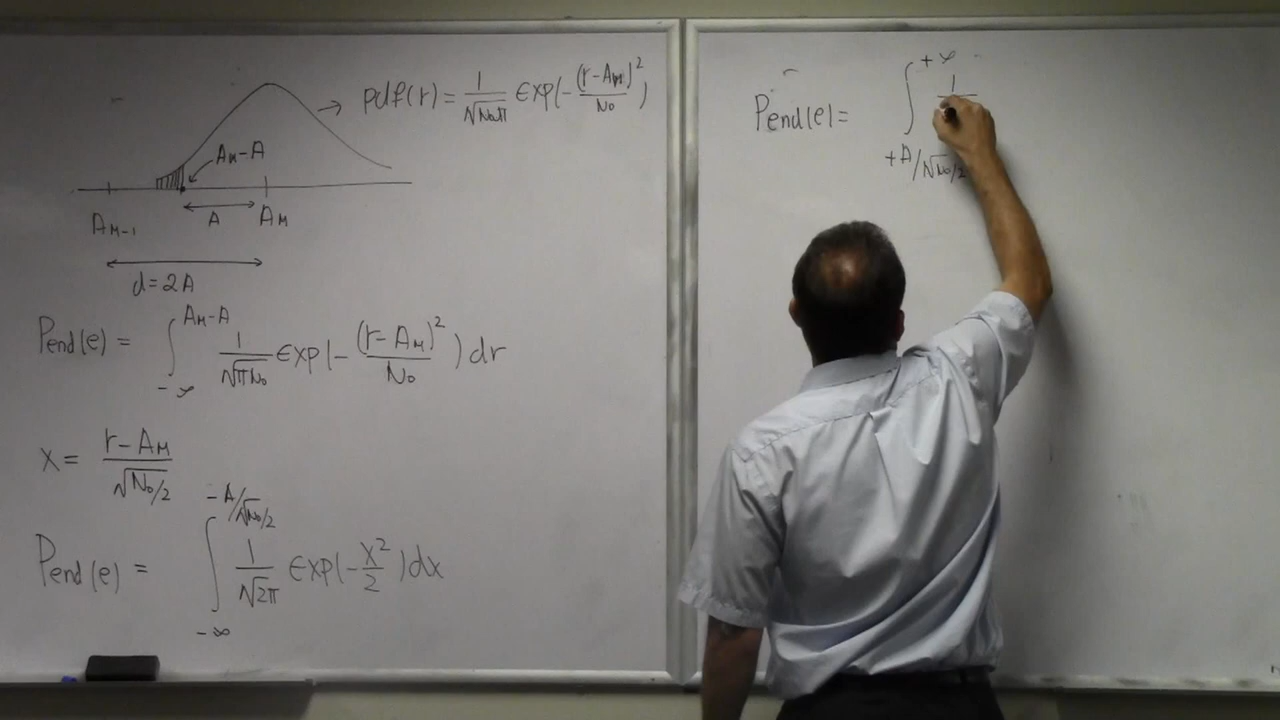 → pdf(r) = 1/√(N₀π) exp(-(r-A_M)²/N₀)
A_M-A
A
A_M-1
A_M
d=2A
Pend(e) = ∫_{-∞}^{A_M-A} 1/√(πN₀) exp(-(r-A_M)²/N₀) dr
x = (r-A_M)/√(N₀/2)
Pend(e) = ∫_{-∞}^{-A/√(N₀/2)} 1/√(2π) exp(-x²/2) dx
Pend(e) = ∫_{+A/√(N₀/2)}^{+∞} 1